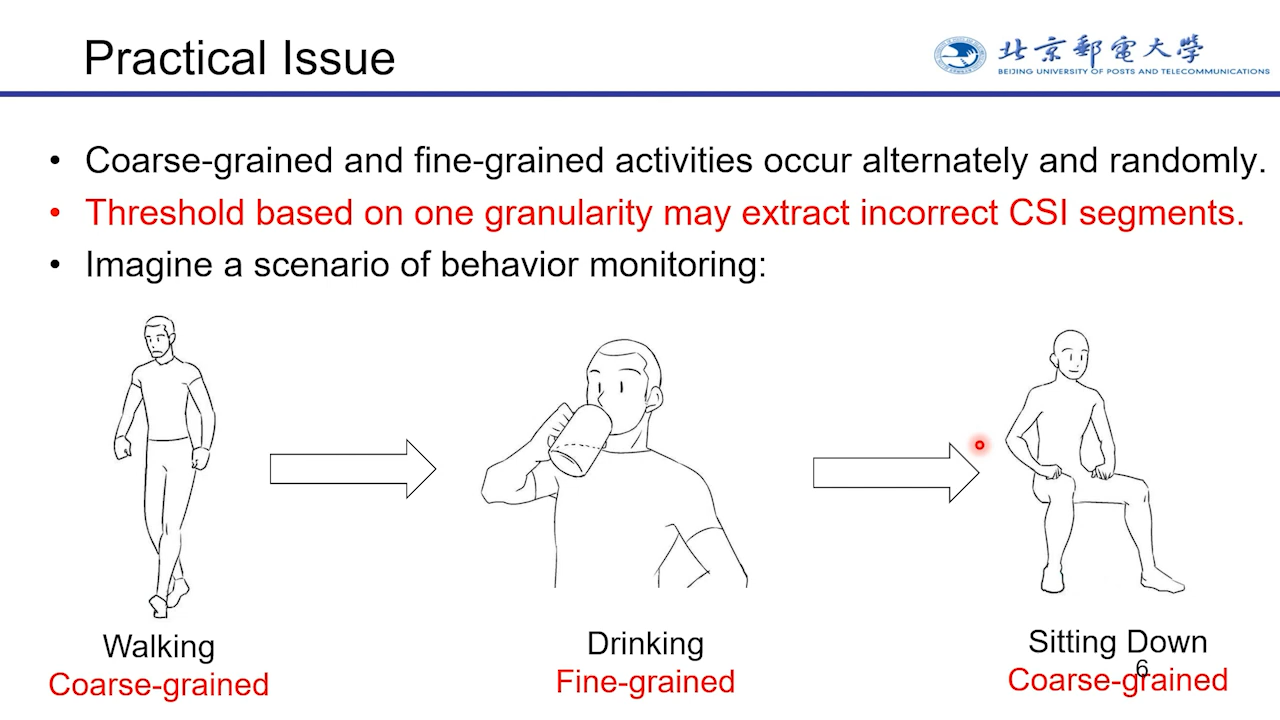 Practical Issue
北京郵電大學
BEIJING UNIVERSITY OF POSTS AND TELECOMMUNICATIONS
• Coarse-grained and fine-grained activities occur alternately and randomly.
• Threshold based on one granularity may extract incorrect CSI segments.
• Imagine a scenario of behavior monitoring:
Walking
Coarse-grained
Drinking
Fine-grained
Sitting Down
Coarse-grained
6